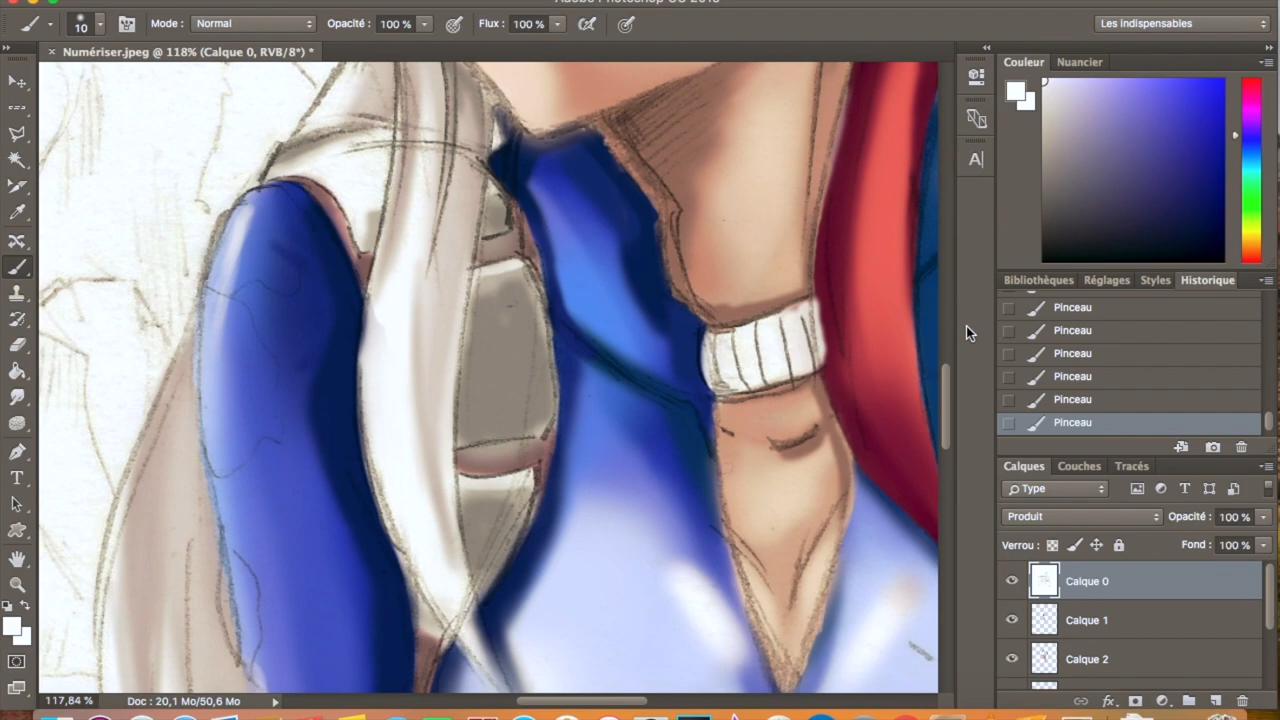 Adobe Photoshop CC 2015
10
Mode : Normal
Opacité : 100 %
Flux : 100 %
Les indispensables
× Numériser.jpeg @ 118% (Calque 0, RVB/8*) *
Couleur Nuancier
A|
Bibliothèques Réglages Styles Historique
Pinceau
Pinceau
Pinceau
Pinceau
Pinceau
Pinceau
Calques Couches Tracés
Type
Produit
Opacité : 100 %
Verrou :
Fond : 100 %
Calque 0
Calque 1
Calque 2
T
fx
117,84 % Doc : 20,1 Mo/50,6 Mo